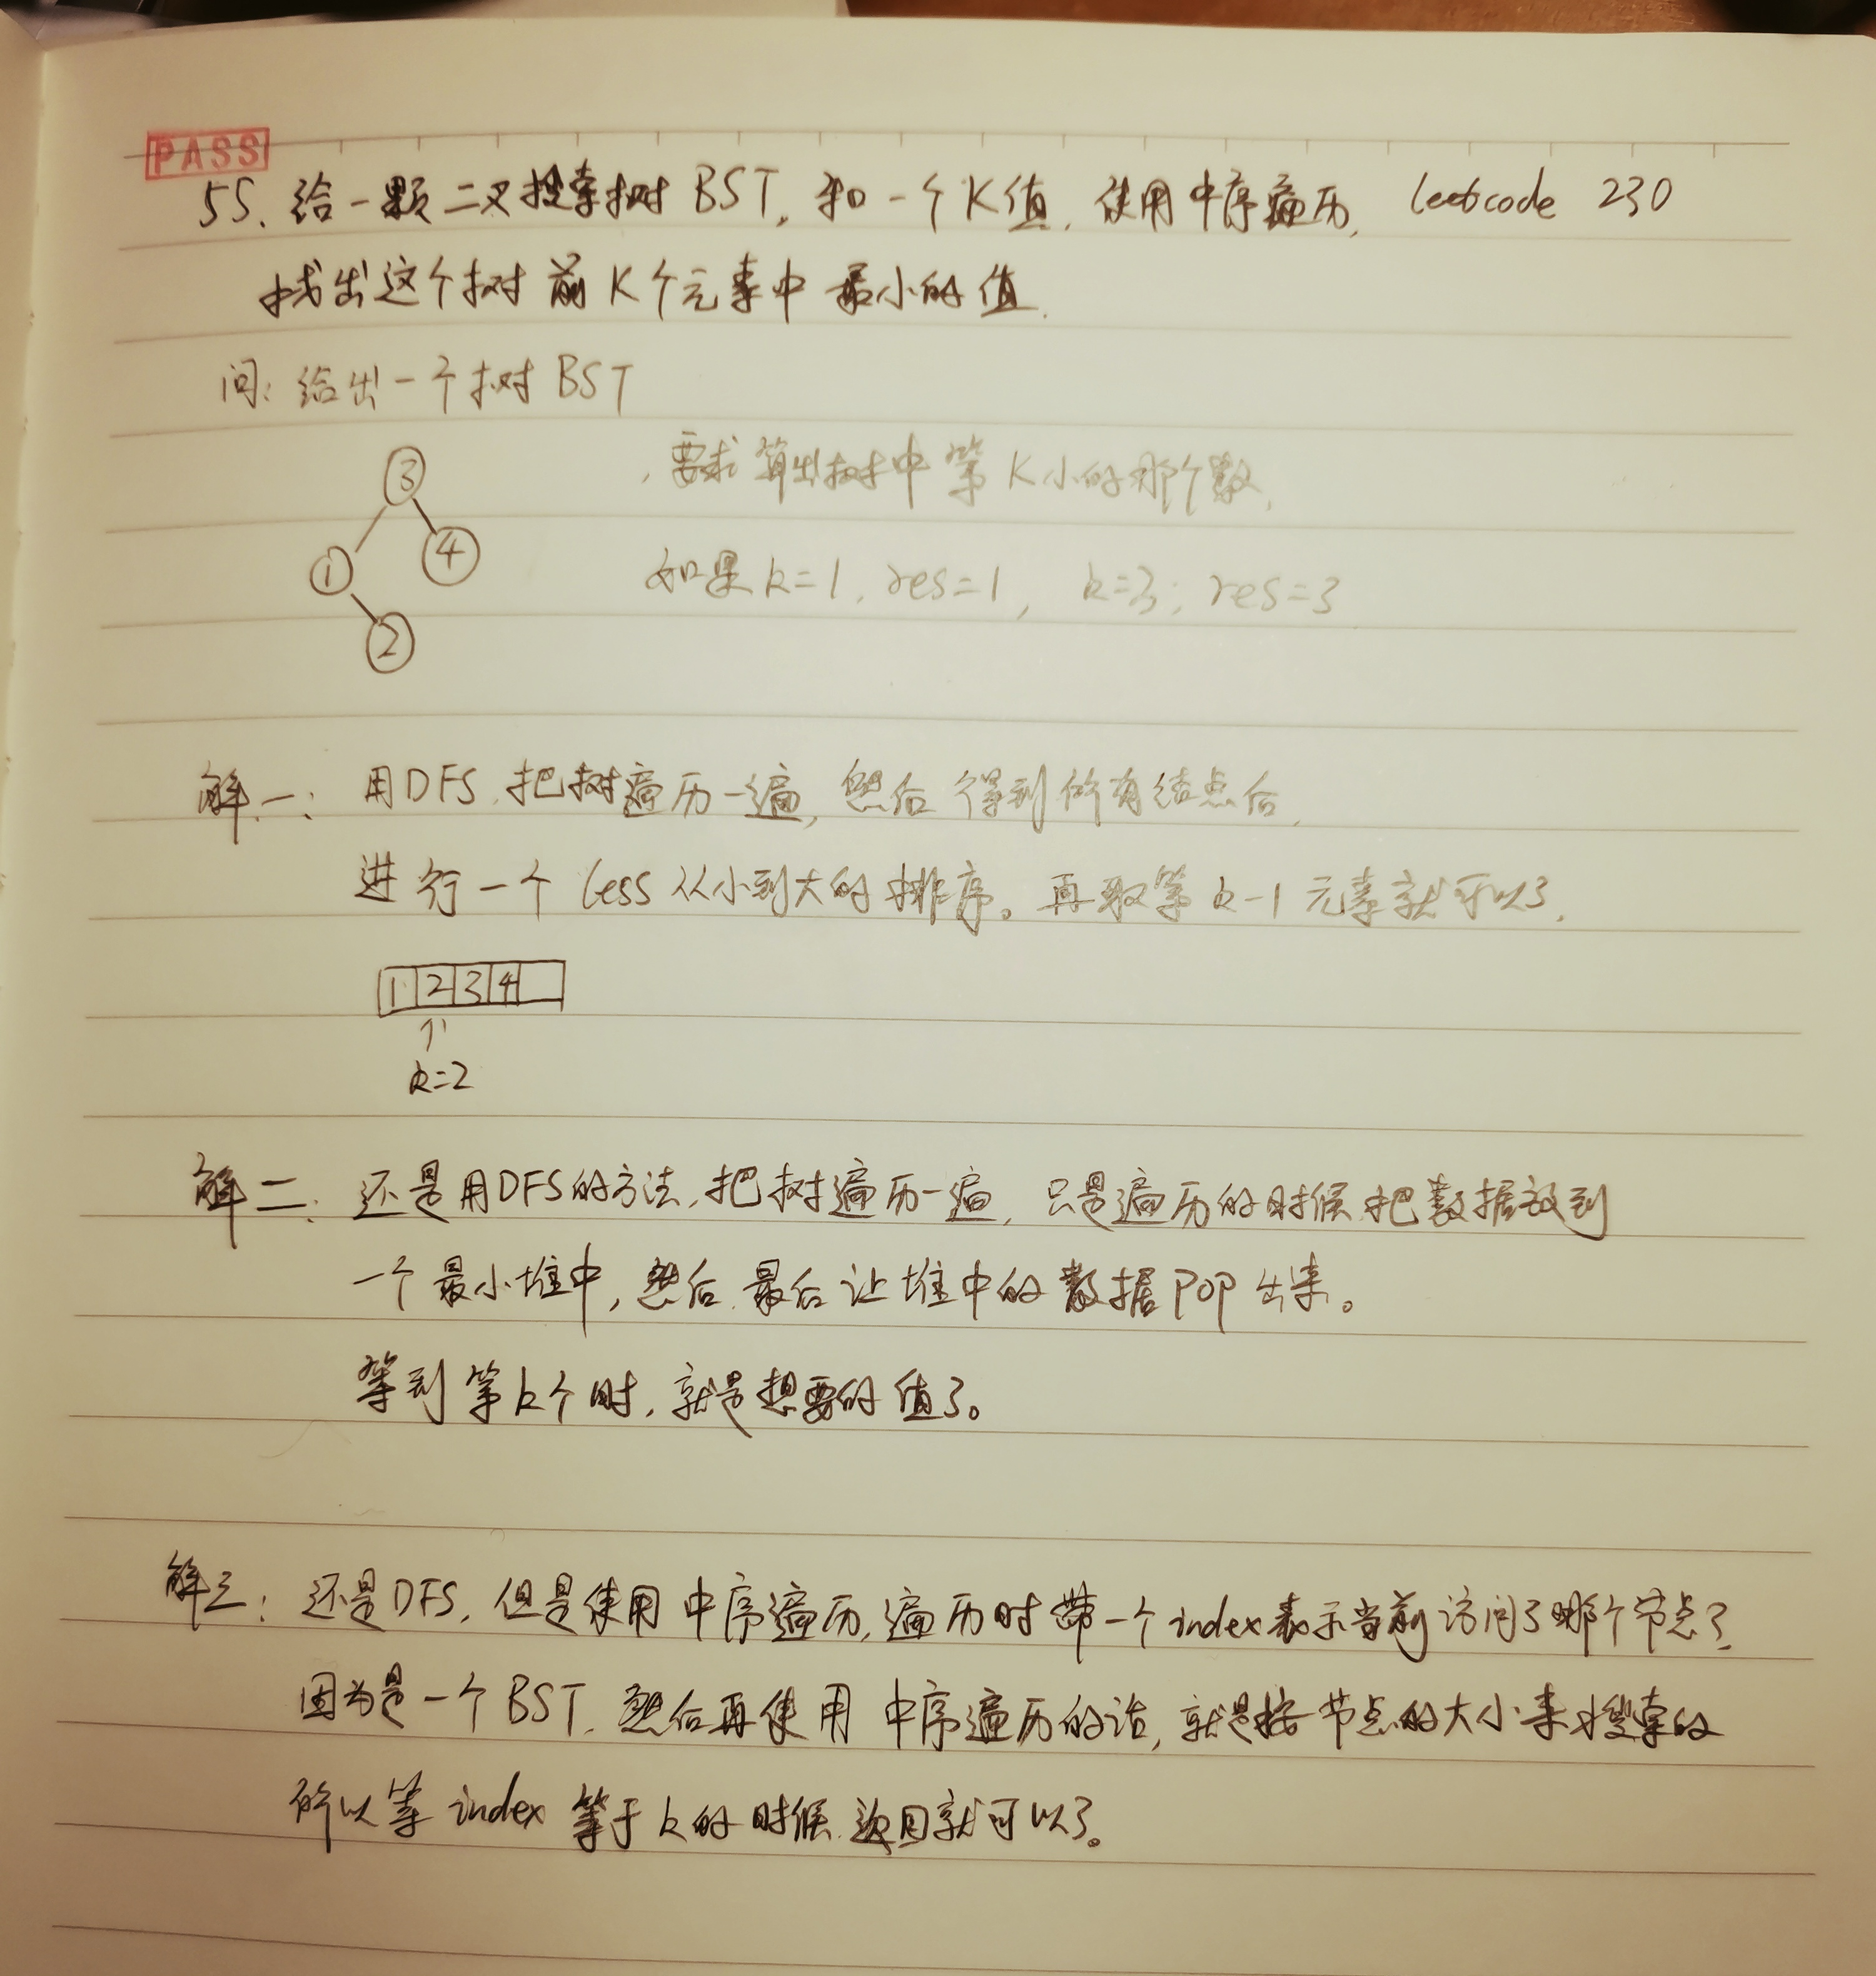 PASS
55. 给一颗二叉搜索树 BST, 和一个K值, 使用中序遍历, leetcode 230
找出这个树前K个元素中最小的值.
问: 给出一个树 BST
3
1
4
2
, 要求算出树中第K小的那个数,
如果k=1, res=1, k=3; res=3
解一: 用DFS, 把树遍历一遍, 然后得到所有结点后,
进行一个 less 从小到大的排序。再取第 k-1 元素就可以了,
1 2 3 4
↑
k=2
解二: 还是用DFS的方法, 把树遍历一遍, 只是遍历的时候, 把数据放到
一个最小堆中, 然后, 最后让堆中的数据POP出来。
等到第k个时, 就是想要的值了。
解三: 还是DFS, 但是使用中序遍历, 遍历时带一个index表示当前访问了哪个节点了,
因为是一个BST, 然后再使用中序遍历的话, 就是按节点的大小来搜索的
所以等 index 等于k的时候, 返回就可以了。